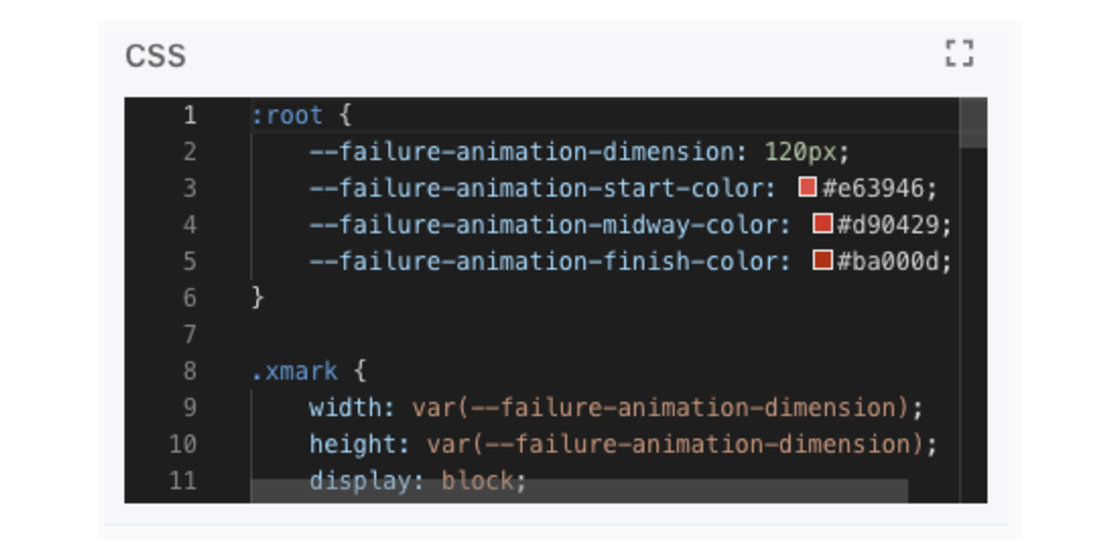 CSS
1 :root {
2 --failure-animation-dimension: 120px;
3 --failure-animation-start-color: #e63946;
4 --failure-animation-midway-color: #d90429;
5 --failure-animation-finish-color: #ba000d;
6 }
7
8 .xmark {
9 width: var(--failure-animation-dimension);
10 height: var(--failure-animation-dimension);
11 display: block;